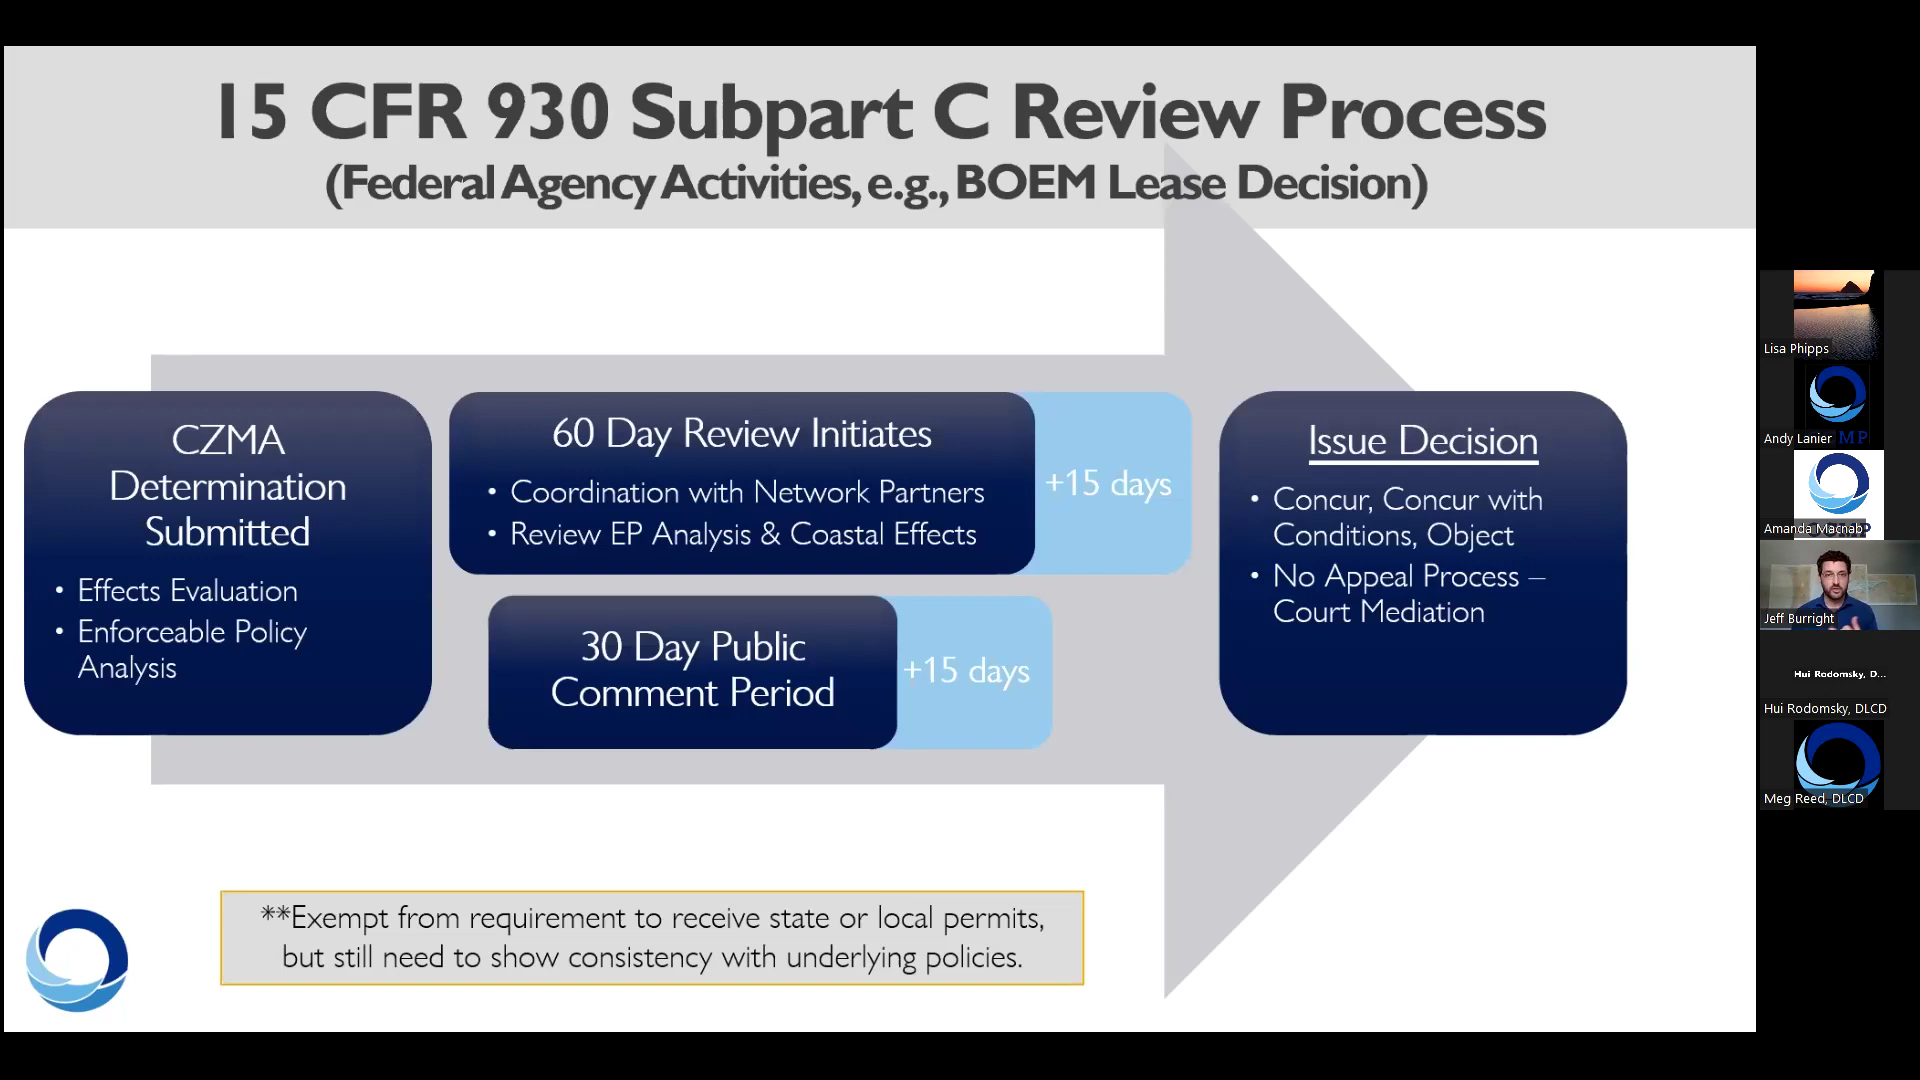 15 CFR 930 Subpart C Review Process
(Federal Agency Activities, e.g., BOEM Lease Decision)
CZMA
Determination
Submitted
• Effects Evaluation
• Enforceable Policy
Analysis
60 Day Review Initiates
• Coordination with Network Partners
• Review EP Analysis & Coastal Effects
+15 days
30 Day Public
Comment Period
+15 days
Issue Decision
• Concur, Concur with
Conditions, Object
• No Appeal Process –
Court Mediation
**Exempt from requirement to receive state or local permits,
but still need to show consistency with underlying policies.
Lisa Phipps
Andy Lanier
MP
Amanda Macnab
Jeff Burright
Hui Rodomsky, D...
Hui Rodomsky, DLCD
Meg Reed, DLCD